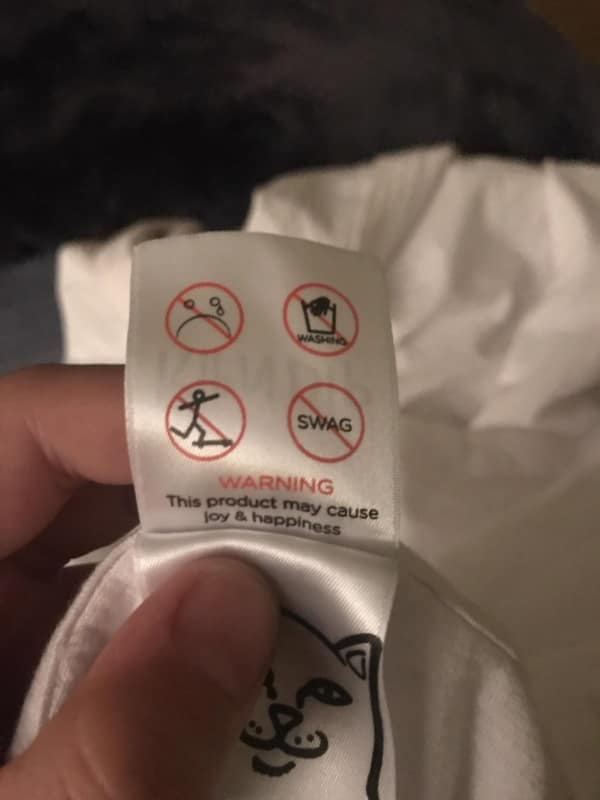 WASHING
SWAG
WARNING
This product may cause
joy & happiness